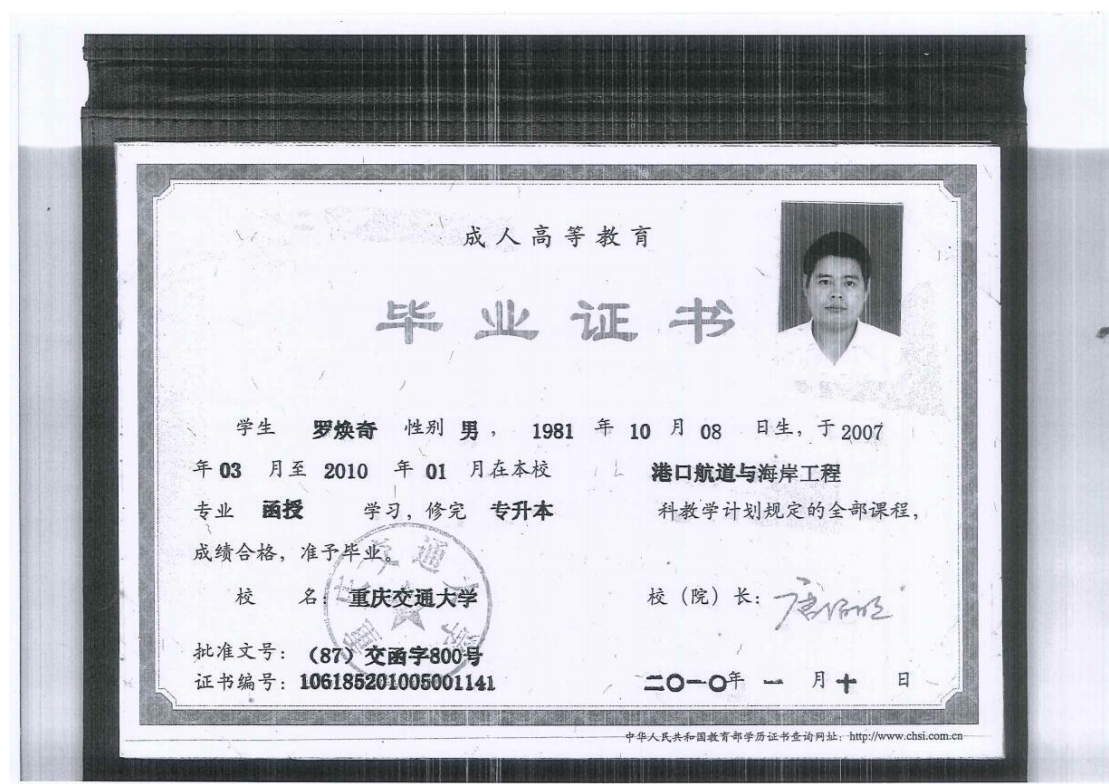 成人高等教育
毕业证书
学生 罗焕奇 性别 男， 1981 年 10 月 08 日生，于 2007
年 03 月至 2010 年 01 月在本校 港口航道与海岸工程
专业 函授 学习，修完 专升本 科教学计划规定的全部课程，
成绩合格，准予毕业。
校 名：重庆交通大学 校（院）长：
重庆交通大学
批准文号：（87）交函字800号
证书编号：106185201005001141 二〇一〇年 一 月 十 日
中华人民共和国教育部学历证书查询网址：http://www.chsi.com.cn